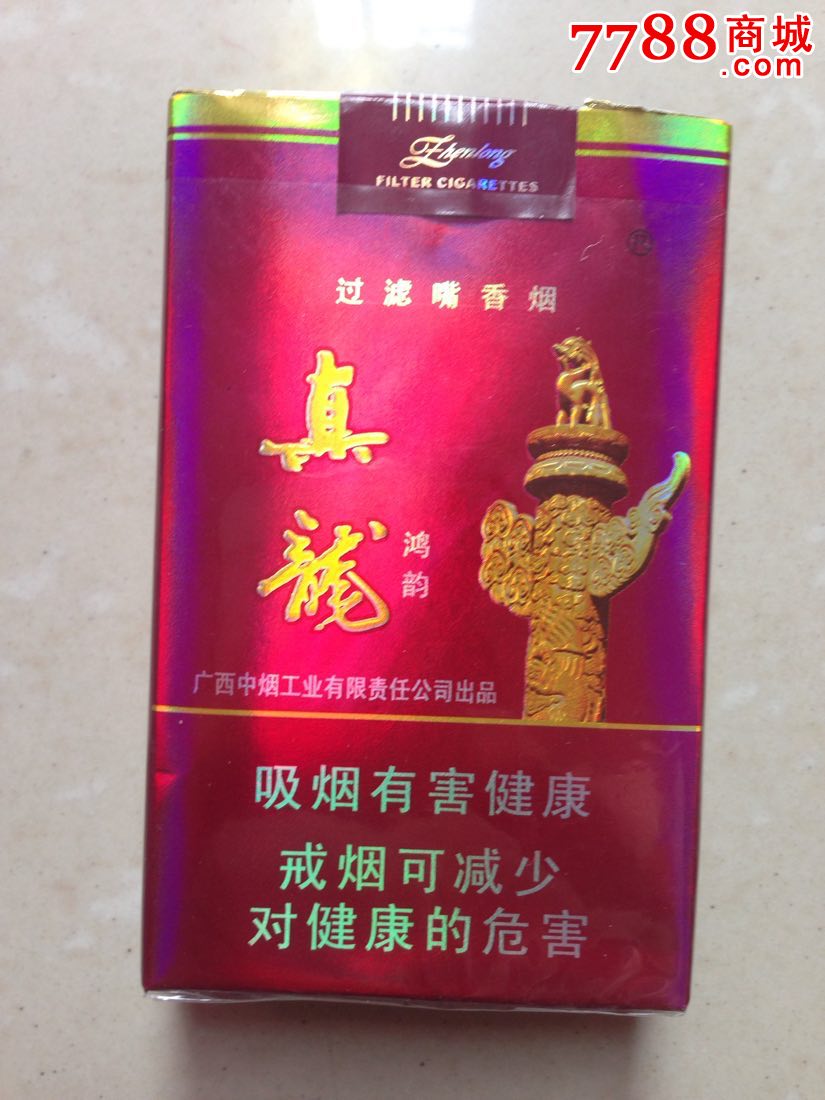 7788商城
.com
Zhenlong
FILTER CIGARETTES
®
过滤嘴香烟
真
龍
鸿韵
广西中烟工业有限责任公司出品
吸烟有害健康
戒烟可减少
对健康的危害